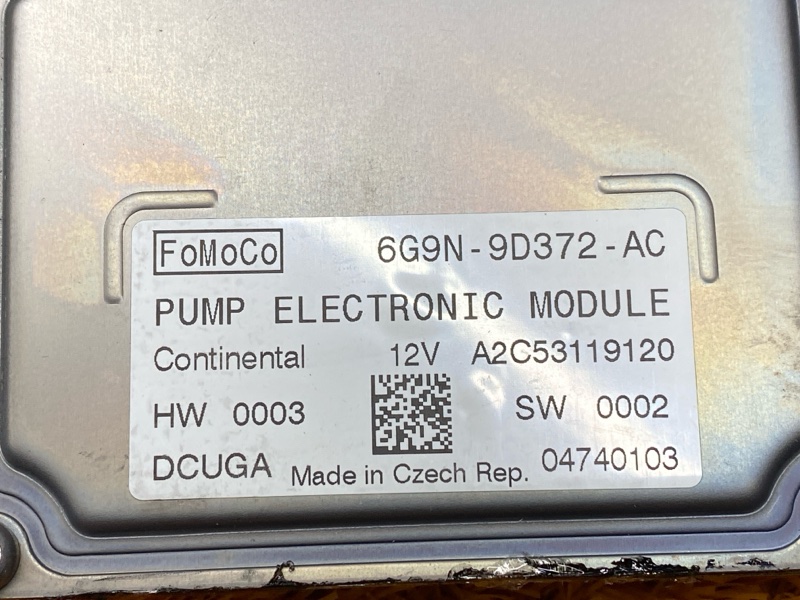 FoMoCo 6G9N-9D372-AC
PUMP ELECTRONIC MODULE
Continental 12V A2C53119120
HW 0003 SW 0002
DCUGA Made in Czech Rep. 04740103